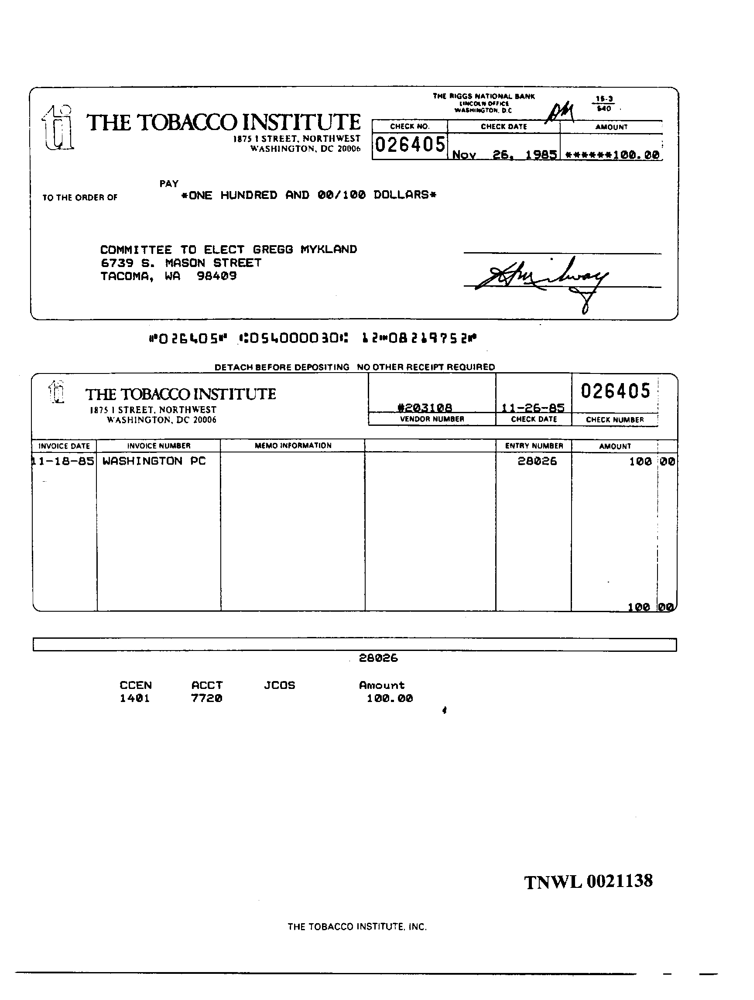 THE RIGGS NATIONAL BANK
LINCOLN OFFICE
WASHINGTON, D.C.
15-3
540
ti THE TOBACCO INSTITUTE
1875 I STREET, NORTHWEST
WASHINGTON, DC 20006
CHECK NO. CHECK DATE AMOUNT
026405 Nov 26, 1985 ******100.00
PAY
TO THE ORDER OF *ONE HUNDRED AND 00/100 DOLLARS*
COMMITTEE TO ELECT GREGG MYKLAND
6739 S. MASON STREET
TACOMA, WA 98409
⑈026405⑈ ⑆054000030⑆ 12⑉08219752⑈
DETACH BEFORE DEPOSITING NO OTHER RECEIPT REQUIRED
ti THE TOBACCO INSTITUTE
1875 I STREET, NORTHWEST
WASHINGTON, DC 20006
#203108 11-26-85 026405
VENDOR NUMBER CHECK DATE CHECK NUMBER
INVOICE DATE INVOICE NUMBER MEMO INFORMATION ENTRY NUMBER AMOUNT
11-18-85 WASHINGTON PC 28026 100 00
100 00
28026
CCEN ACCT JCOS Amount
1401 7720 100.00
TNWL 0021138
THE TOBACCO INSTITUTE, INC.